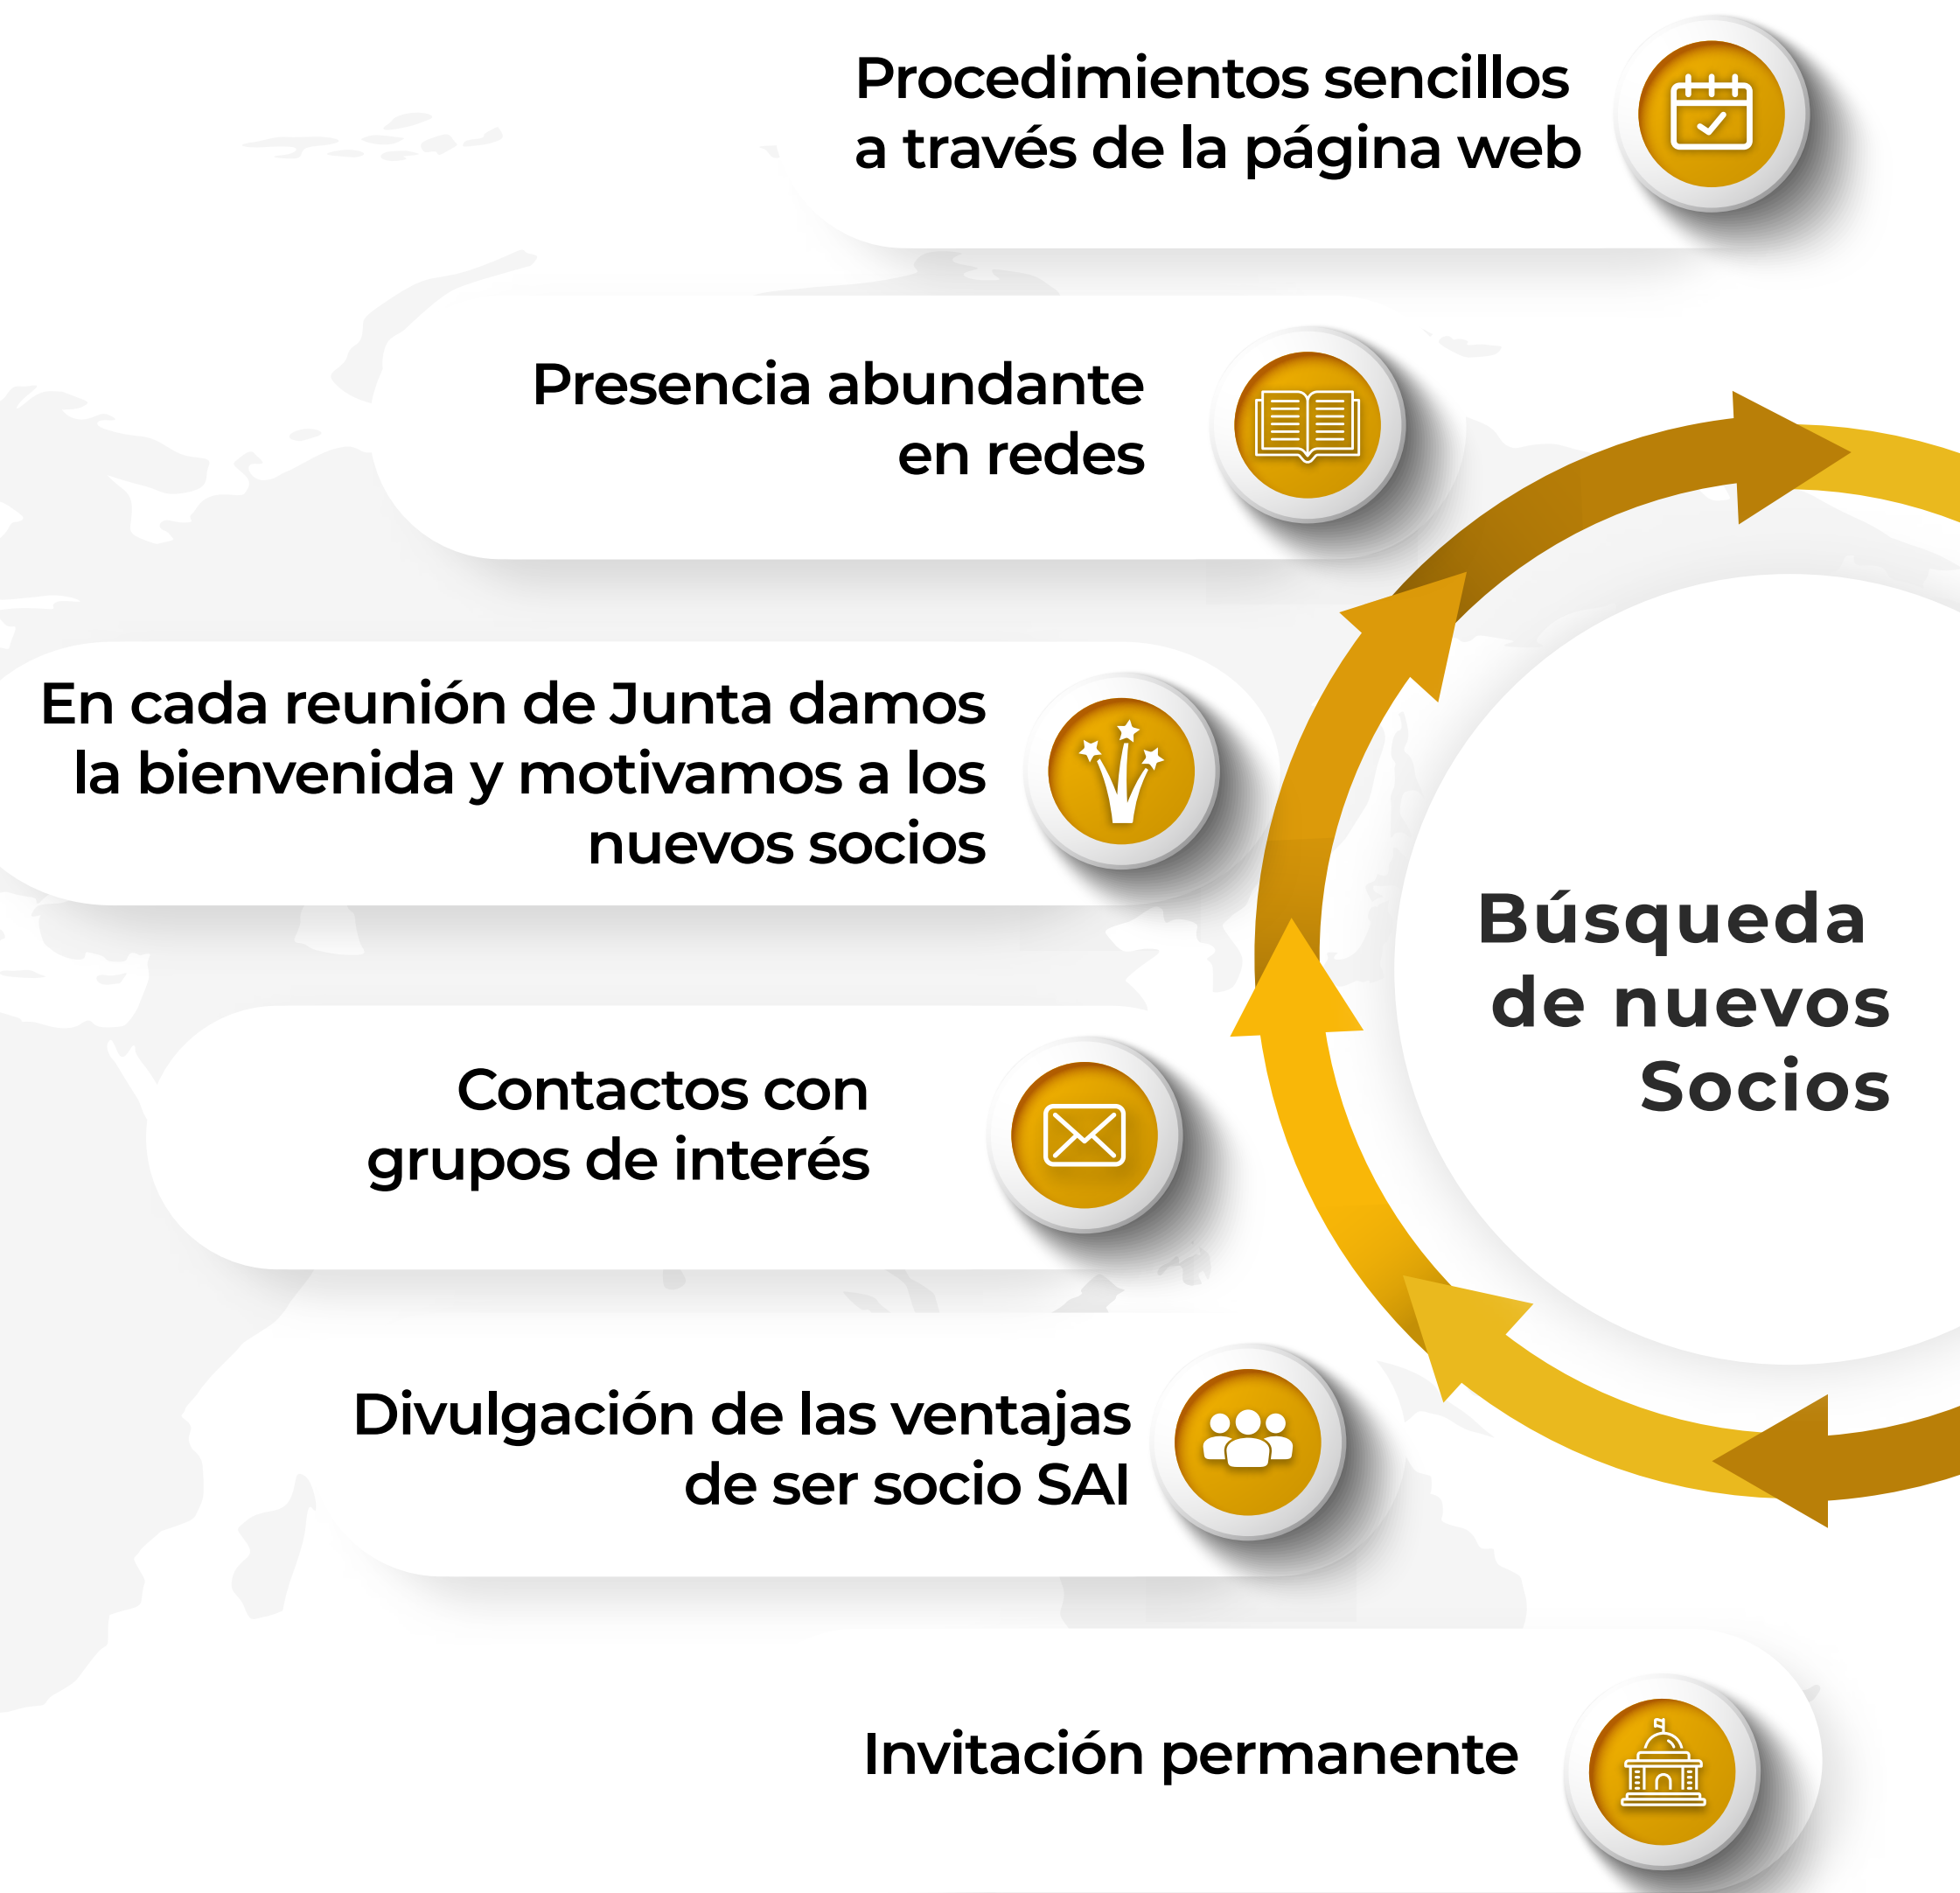 Procedimientos sencillos
a través de la página web
Presencia abundante
en redes
En cada reunión de Junta damos
la bienvenida y motivamos a los
nuevos socios
Búsqueda
de nuevos
Socios
Contactos con
grupos de interés
Divulgación de las ventajas
de ser socio SAI
Invitación permanente